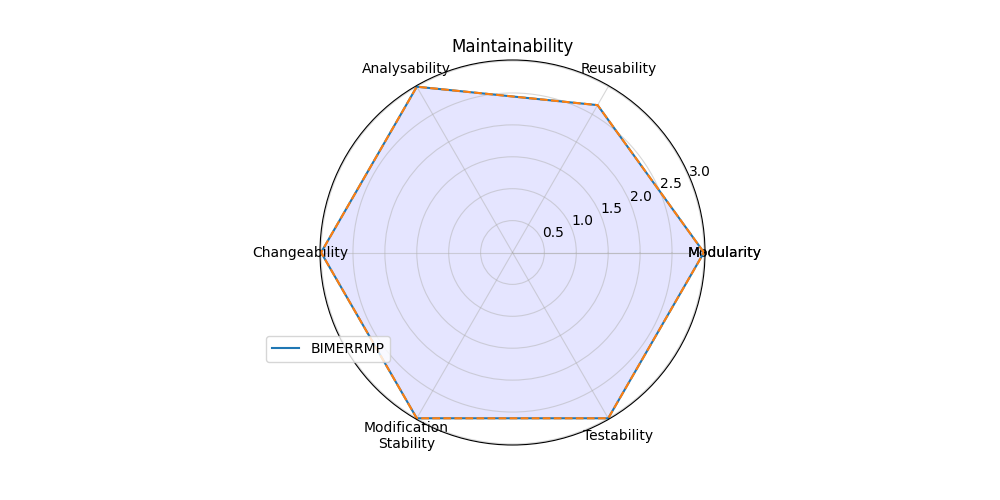 Maintainability
Analysability
Reusability
3.0
2.5
2.0
1.5
1.0
0.5
Changeability
Modularity
BIMERRMP
Modification
Stability
Testability